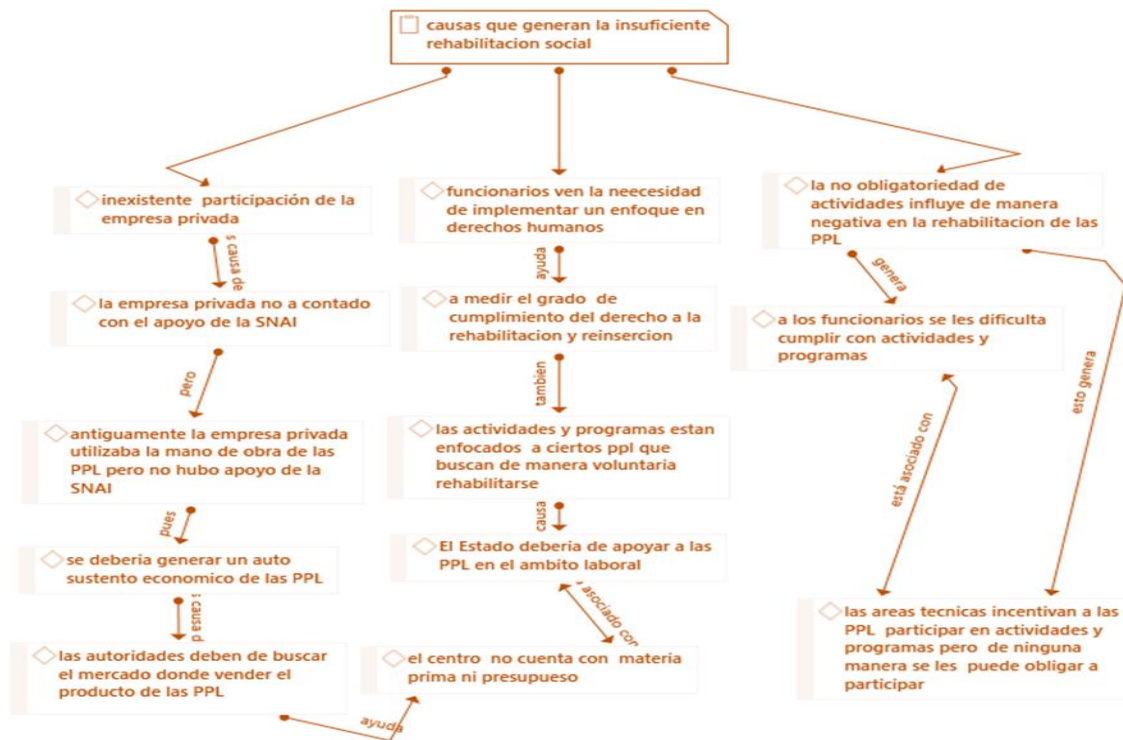 causas que generan la insuficiente
rehabilitacion social
inexistente participación de la
empresa privada
s causa de
la empresa privada no a contado
con el apoyo de la SNAI
pero
antiguamente la empresa privada
utilizaba la mano de obra de las
PPL pero no hubo apoyo de la
SNAI
pues
se deberia generar un auto
sustento economico de las PPL
s causa d
las autoridades deben de buscar
el mercado donde vender el
producto de las PPL
ayuda
funcionarios ven la neecesidad
de implementar un enfoque en
derechos humanos
ayuda
a medir el grado de
cumplimiento del derecho a la
rehabilitacion y reinsercion
tambien
las actividades y programas estan
enfocados a ciertos ppl que
buscan de manera voluntaria
rehabilitarse
causa
El Estado deberia de apoyar a las
PPL en el ambito laboral
asociado con
el centro no cuenta con materia
prima ni presupueso
la no obligatoriedad de
actividades influye de manera
negativa en la rehabilitacion de las
PPL
genera
a los funcionarios se les dificulta
cumplir con actividades y
programas
está asociado con
esto genera
las areas tecnicas incentivan a las
PPL participar en actividades y
programas pero de ninguna
manera se les puede obligar a
participar